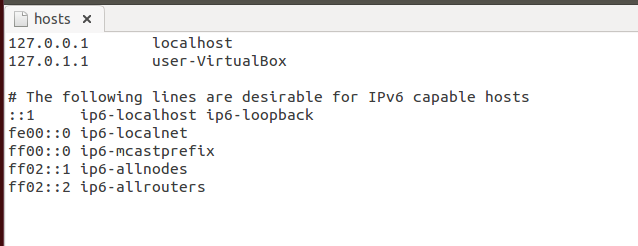 hosts
127.0.0.1 localhost
127.0.1.1 user-VirtualBox
# The following lines are desirable for IPv6 capable hosts
::1 ip6-localhost ip6-loopback
fe00::0 ip6-localnet
ff00::0 ip6-mcastprefix
ff02::1 ip6-allnodes
ff02::2 ip6-allrouters